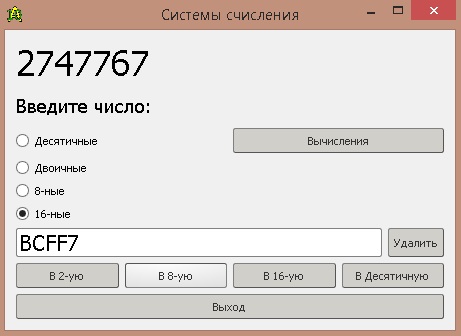 Системы счисления
2747767
Введите число:
Десятичные
Вычисления
Двоичные
8-ные
16-ные
BCFF7
Удалить
В 2-ую
В 8-ую
В 16-ую
В Десятичную
Выход